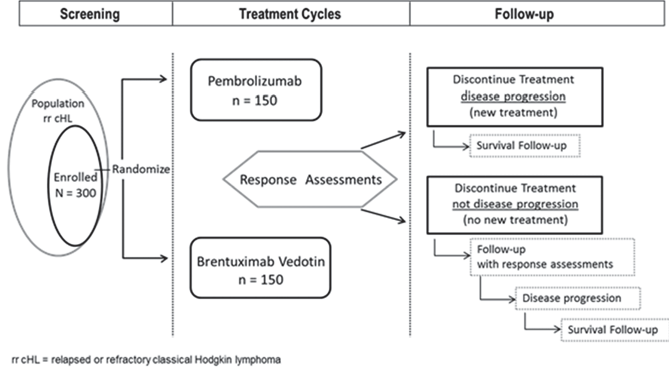 Screening
Treatment Cycles
Follow-up
Population
rr cHL
Enrolled
N = 300
Randomize
Pembrolizumab
n = 150
Response Assessments
Brentuximab Vedotin
n = 150
Discontinue Treatment
disease progression
(new treatment)
Survival Follow-up
Discontinue Treatment
not disease progression
(no new treatment)
Follow-up
with response assessments
Disease progression
Survival Follow-up
rr cHL = relapsed or refractory classical Hodgkin lymphoma